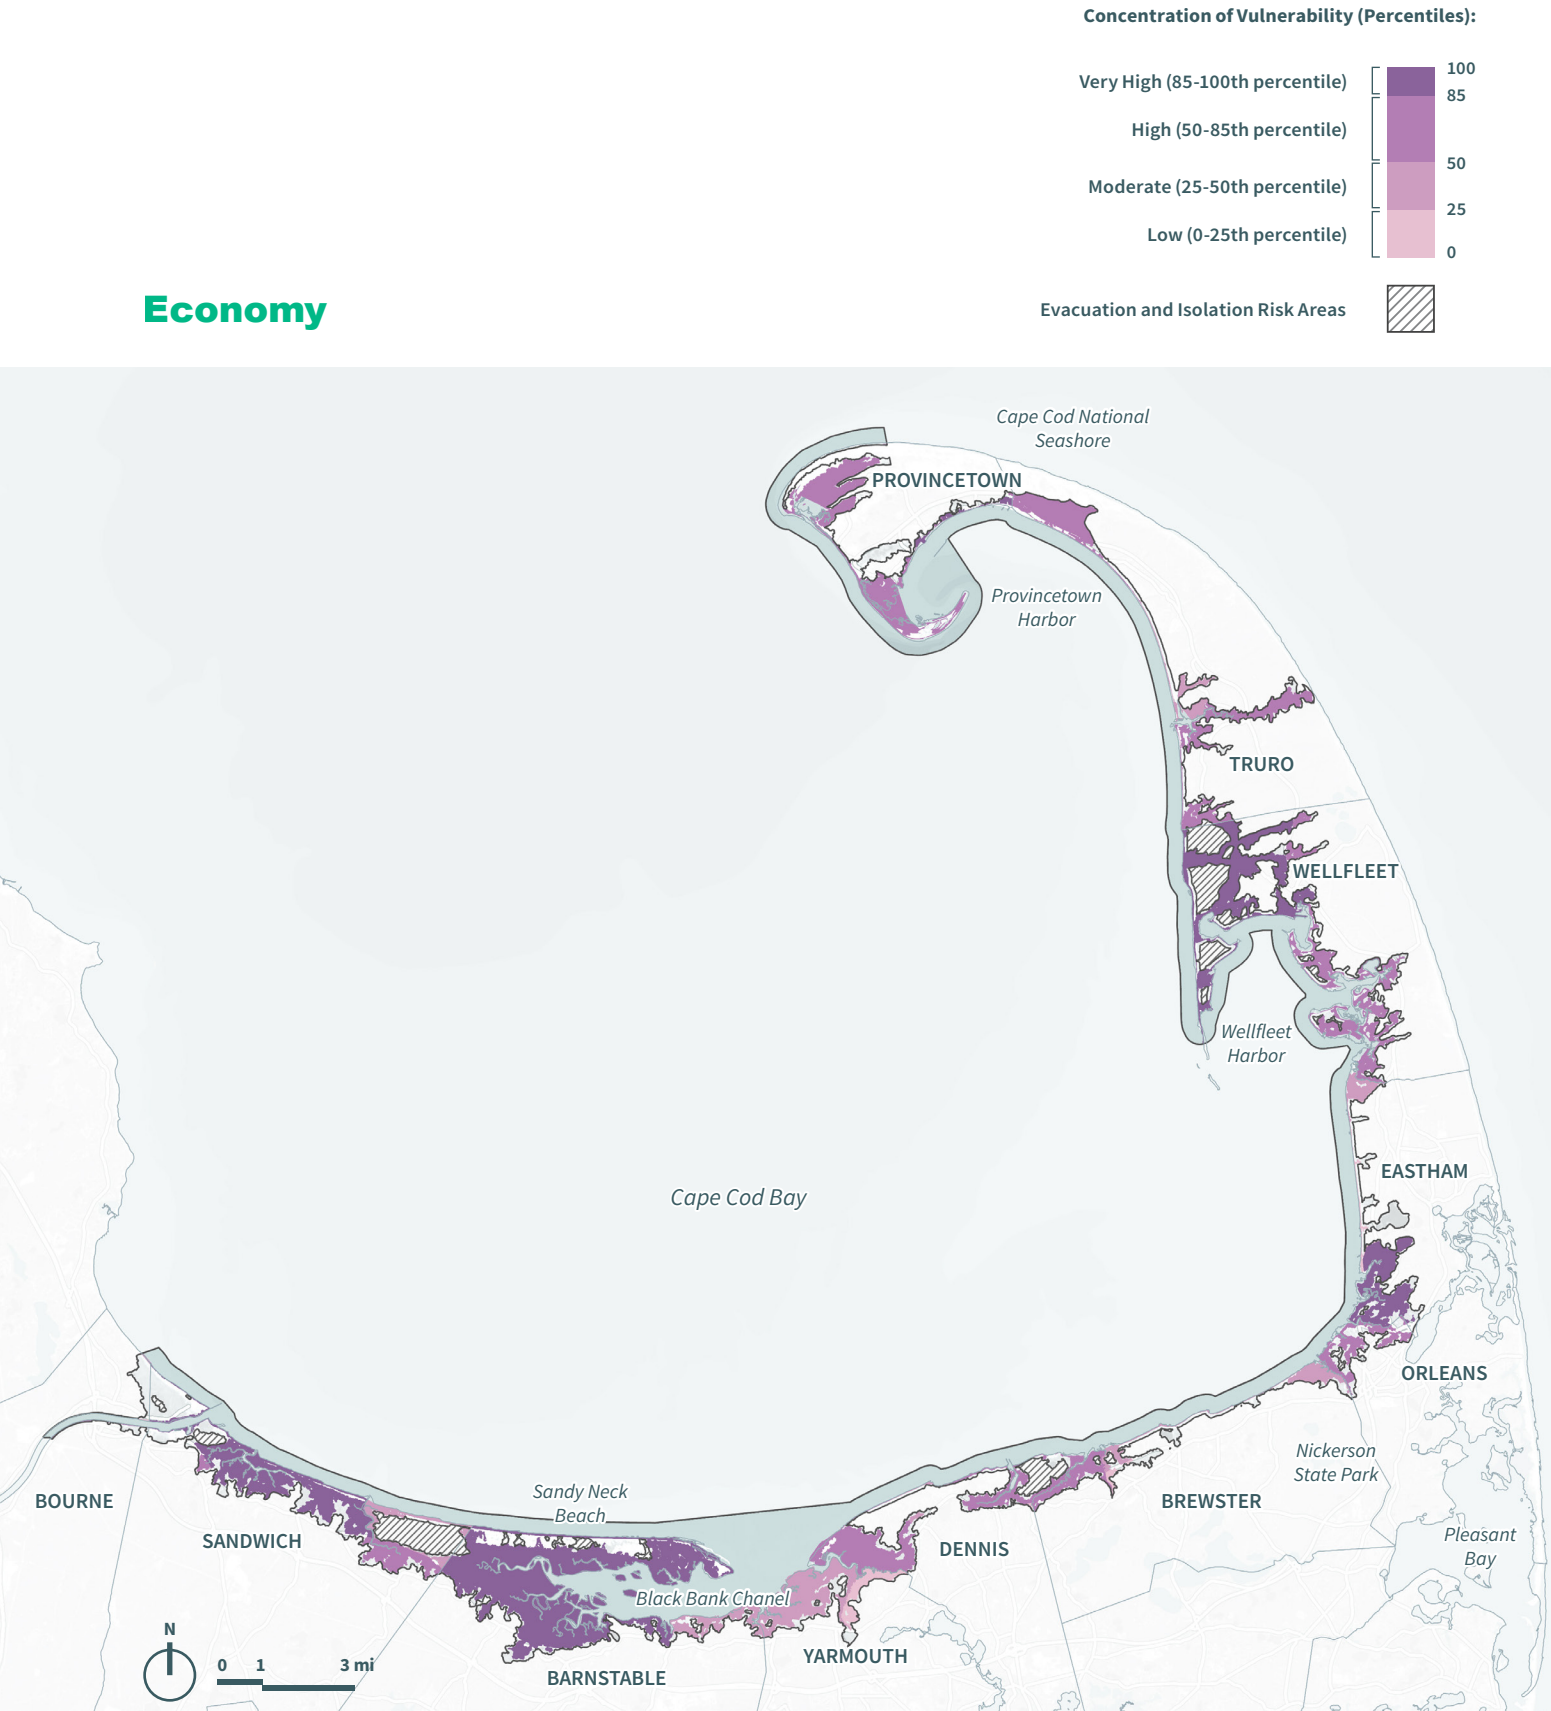 Concentration of Vulnerability (Percentiles):
100
Very High (85-100th percentile)
85
High (50-85th percentile)
50
Moderate (25-50th percentile)
25
Low (0-25th percentile)
0
Economy
Evacuation and Isolation Risk Areas
Cape Cod National
Seashore
PROVINCETOWN
Provincetown
Harbor
TRURO
WELLFLEET
Wellfleet
Harbor
EASTHAM
Cape Cod Bay
ORLEANS
Nickerson
State Park
BREWSTER
Pleasant
Bay
Sandy Neck
Beach
BOURNE
SANDWICH
DENNIS
Black Bank Chanel
YARMOUTH
BARNSTABLE
N
0 1 3 mi